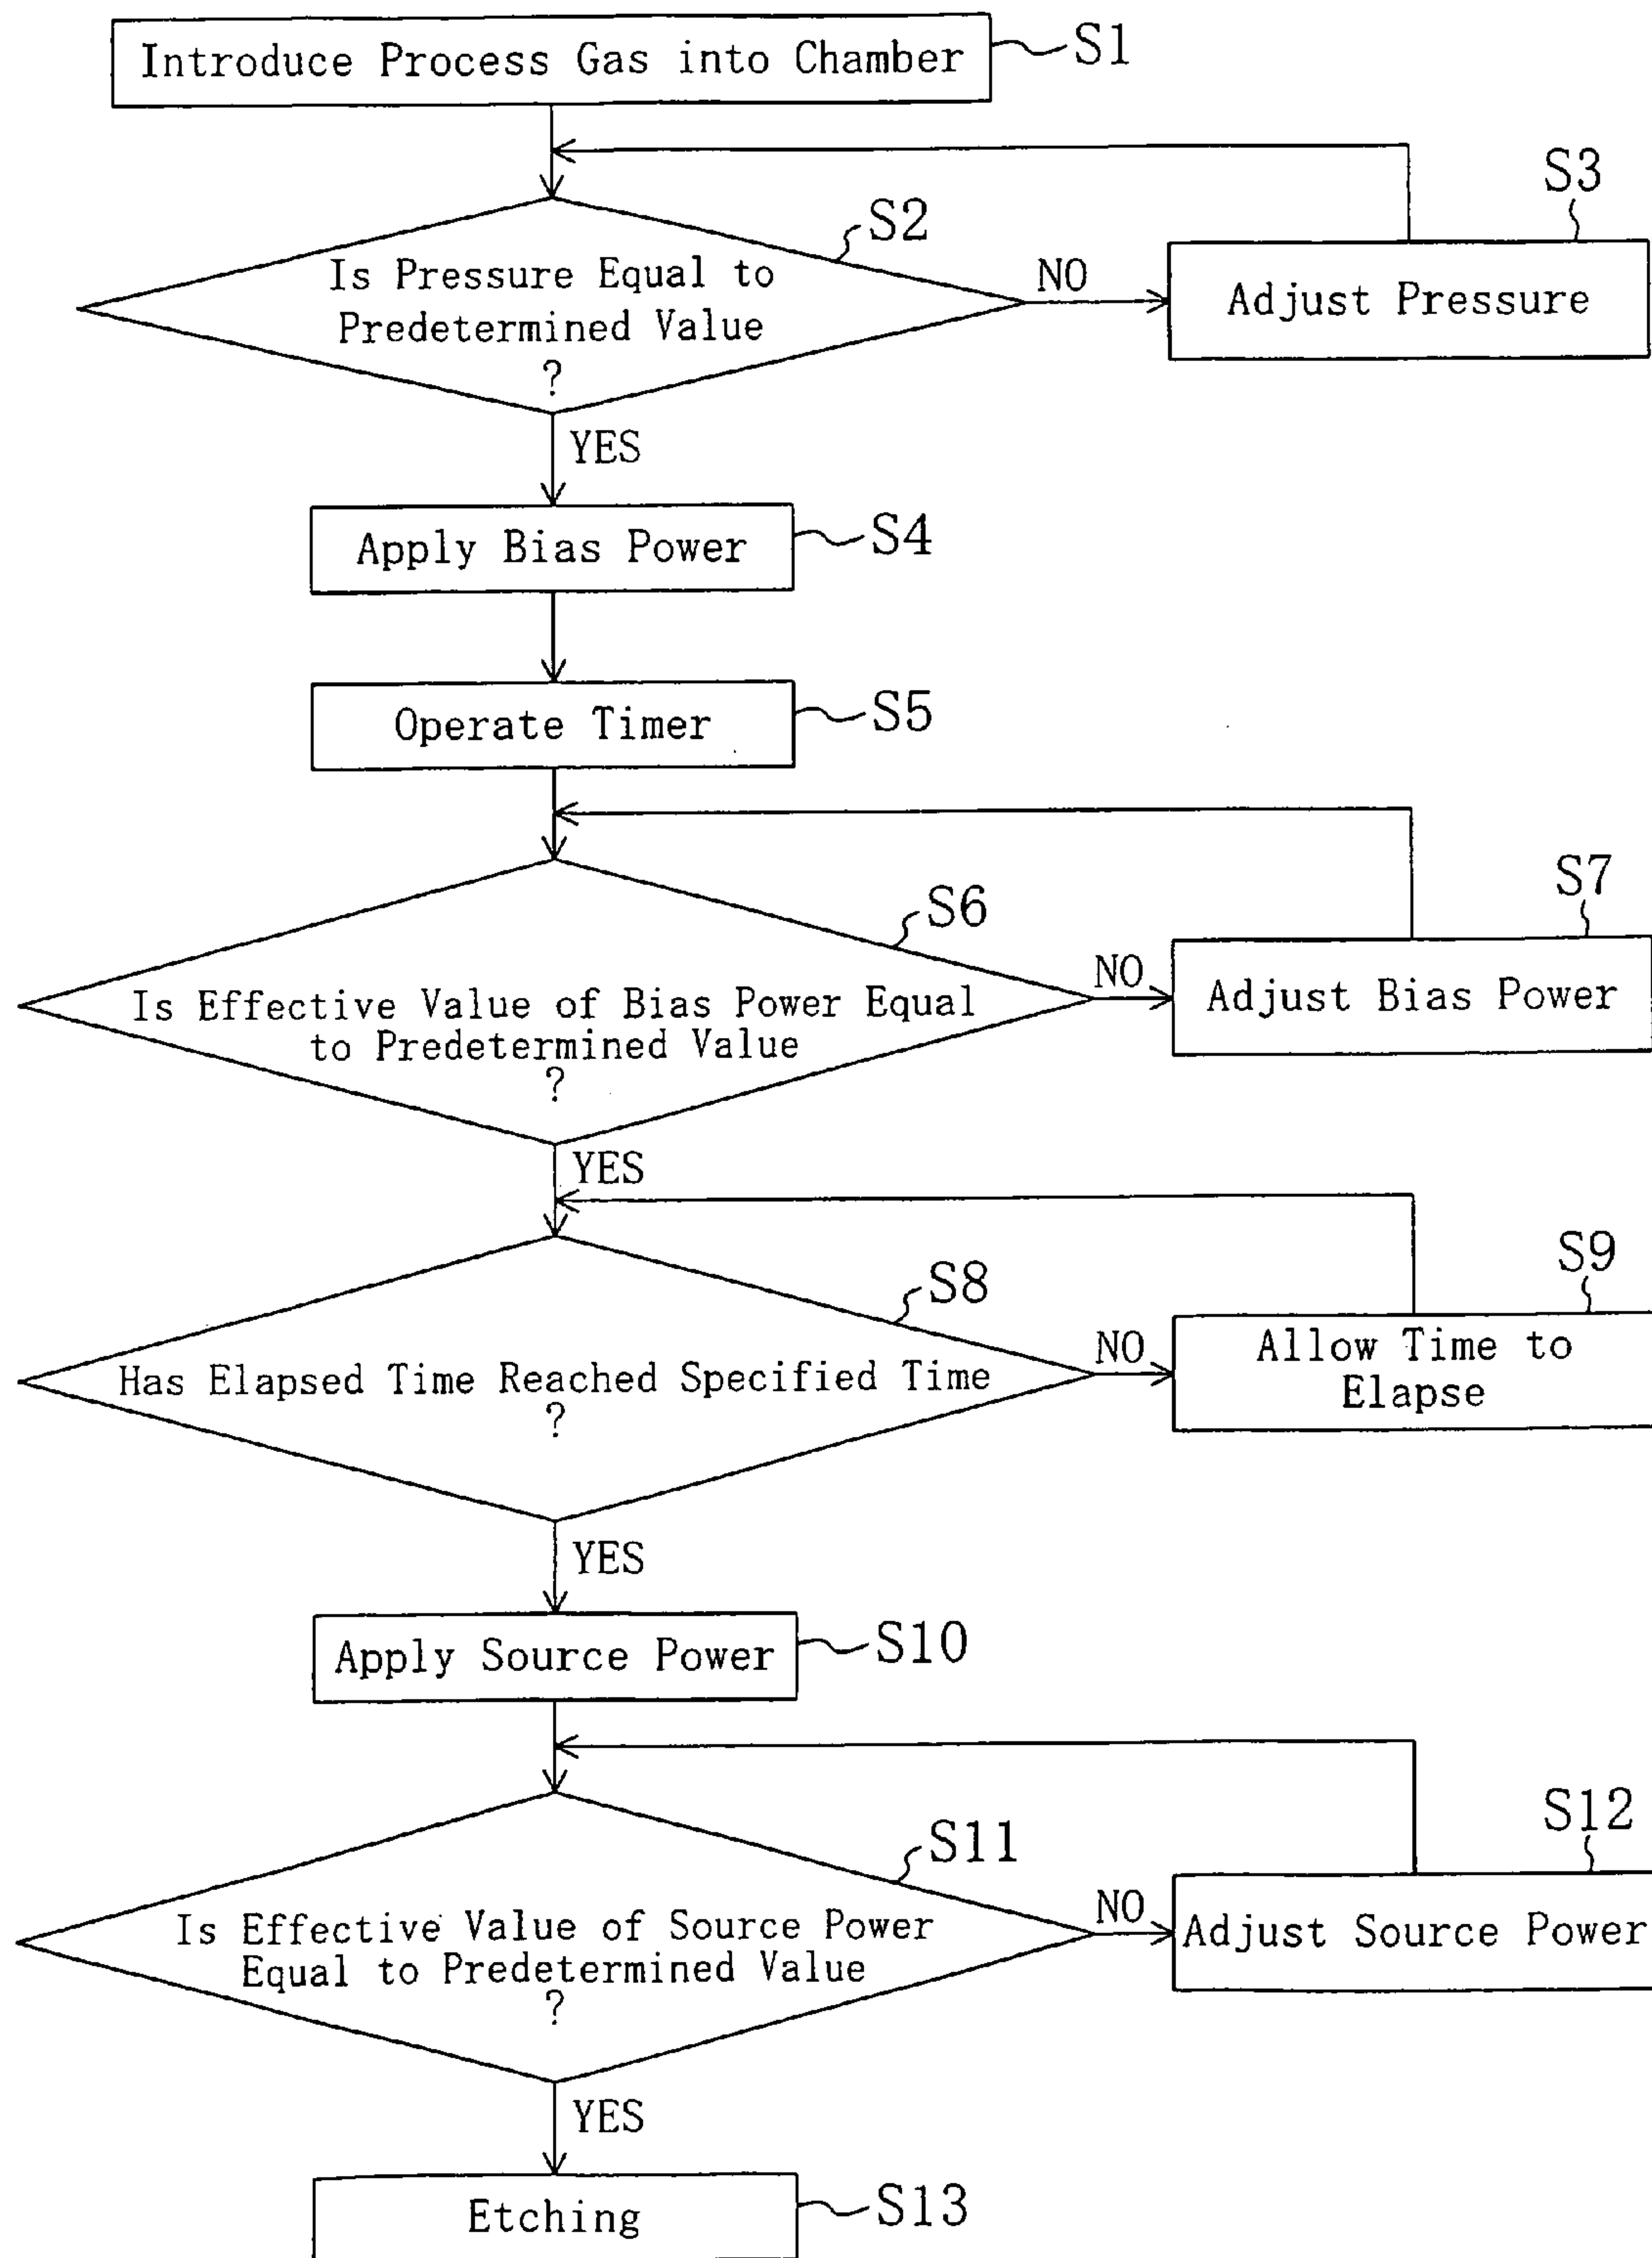 Introduce Process Gas into Chamber
S1
S3
S2
Is Pressure Equal to
Predetermined Value
?
NO
Adjust Pressure
YES
Apply Bias Power
S4
Operate Timer
S5
S7
S6
Is Effective Value of Bias Power Equal
to Predetermined Value
?
NO
Adjust Bias Power
YES
S9
S8
Has Elapsed Time Reached Specified Time
?
NO
Allow Time to
Elapse
YES
Apply Source Power
S10
S12
S11
Is Effective Value of Source Power
Equal to Predetermined Value
?
NO
Adjust Source Power
YES
Etching
S13